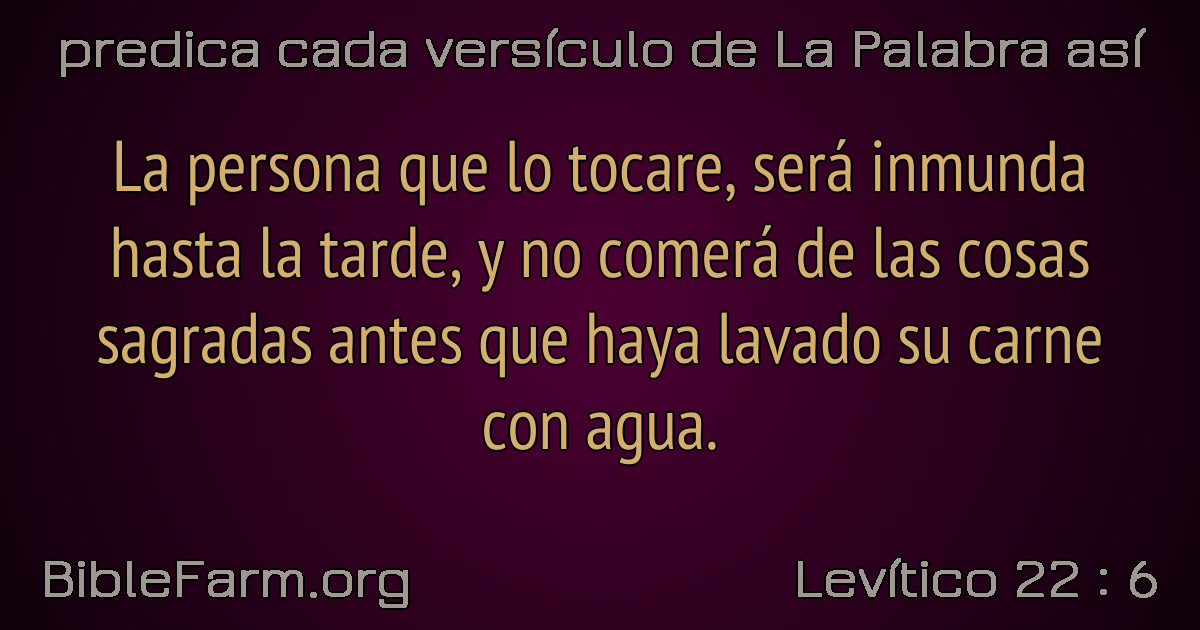 predica cada versículo de La Palabra así
La persona que lo tocare, será inmunda
hasta la tarde, y no comerá de las cosas
sagradas antes que haya lavado su carne
con agua.
BibleFarm.org
Levítico 22 : 6